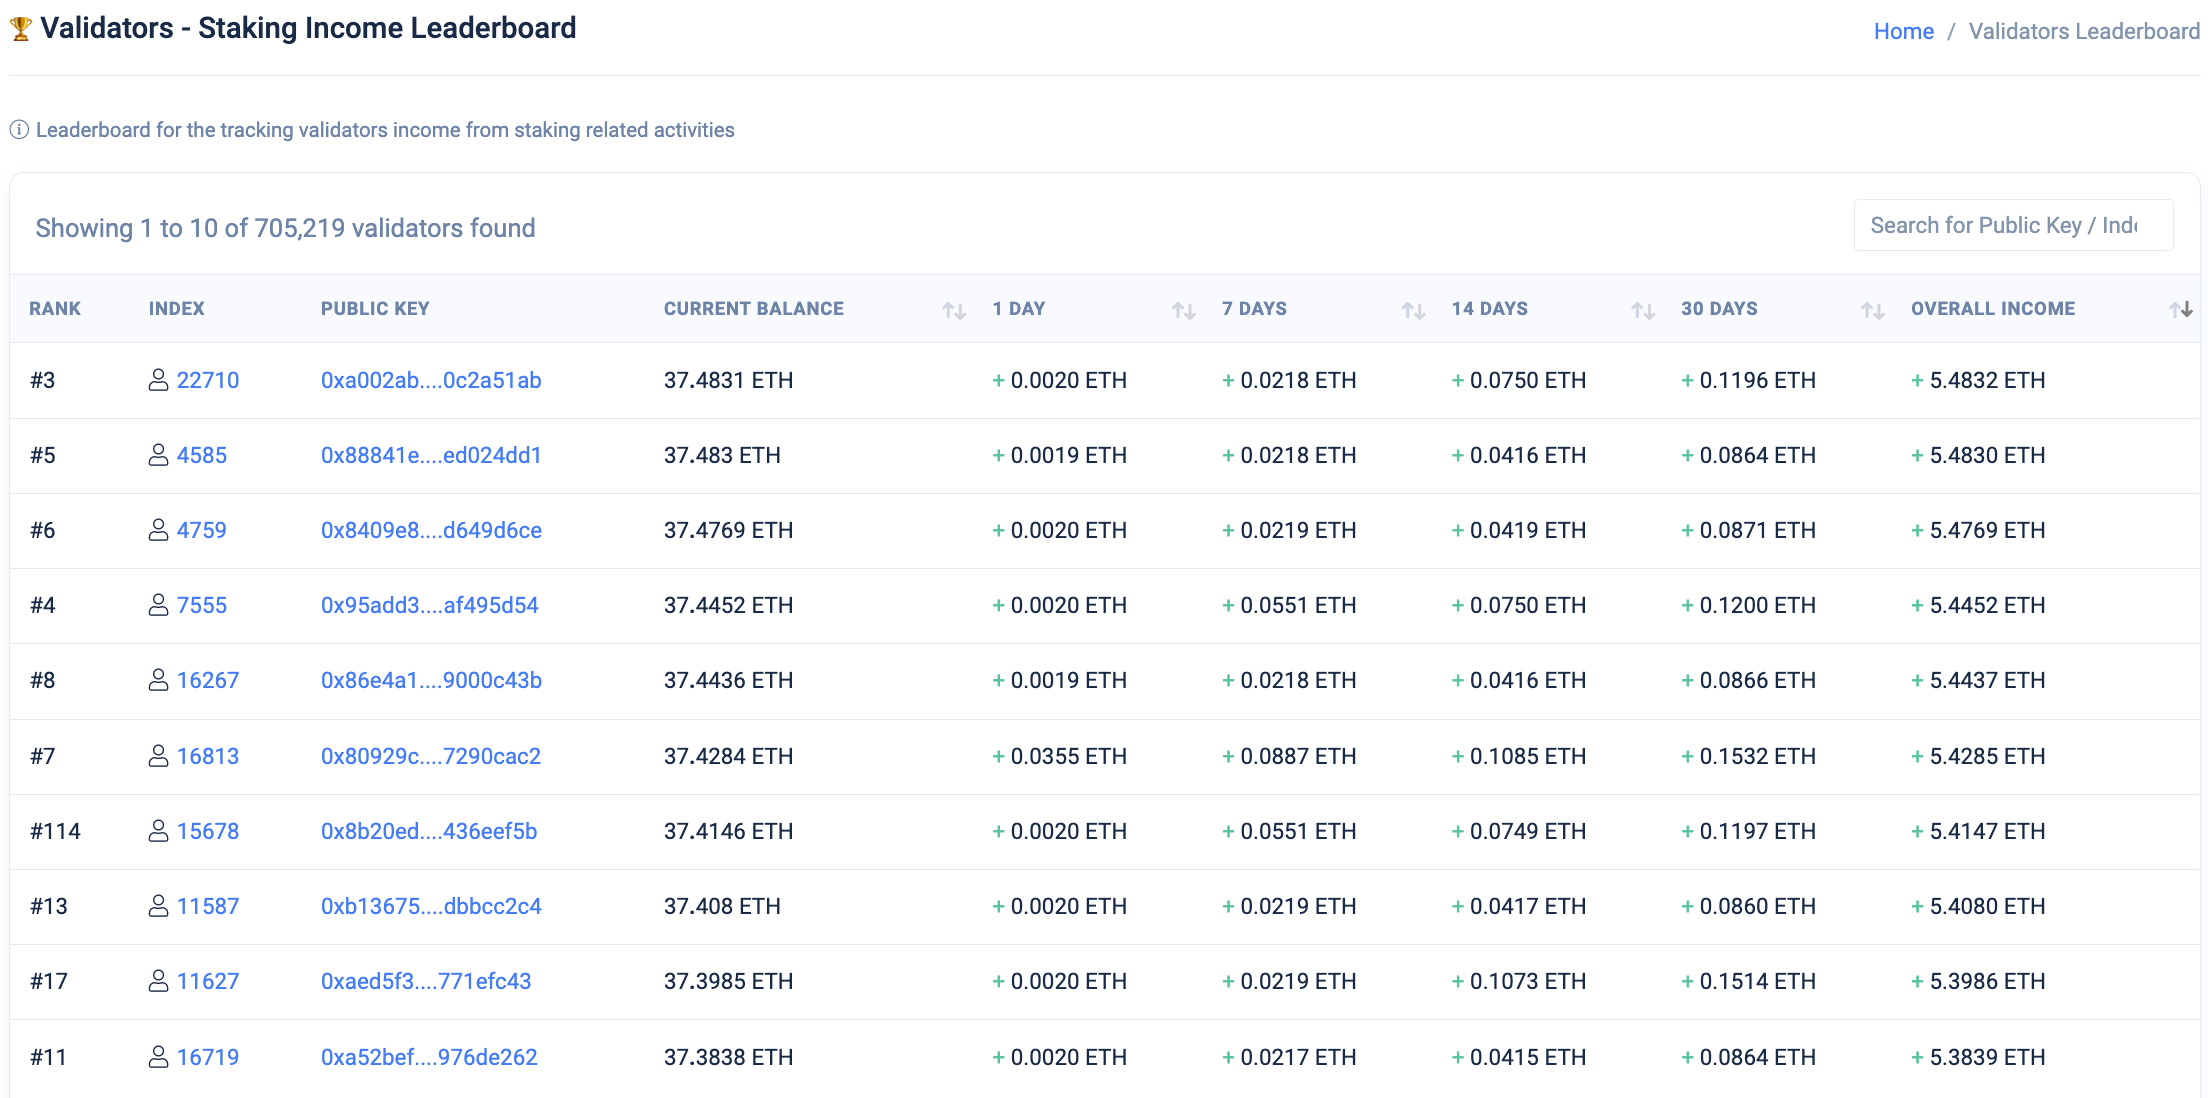 Validators - Staking Income Leaderboard
Home / Validators Leaderboard
Leaderboard for the tracking validators income from staking related activities
Showing 1 to 10 of 705,219 validators found
Search for Public Key / Inde
RANK INDEX PUBLIC KEY CURRENT BALANCE 1 DAY 7 DAYS 14 DAYS 30 DAYS OVERALL INCOME
#3 22710 0xa002ab....0c2a51ab 37.4831 ETH + 0.0020 ETH + 0.0218 ETH + 0.0750 ETH + 0.1196 ETH + 5.4832 ETH
#5 4585 0x88841e....ed024dd1 37.483 ETH + 0.0019 ETH + 0.0218 ETH + 0.0416 ETH + 0.0864 ETH + 5.4830 ETH
#6 4759 0x8409e8....d649d6ce 37.4769 ETH + 0.0020 ETH + 0.0219 ETH + 0.0419 ETH + 0.0871 ETH + 5.4769 ETH
#4 7555 0x95add3....af495d54 37.4452 ETH + 0.0020 ETH + 0.0551 ETH + 0.0750 ETH + 0.1200 ETH + 5.4452 ETH
#8 16267 0x86e4a1....9000c43b 37.4436 ETH + 0.0019 ETH + 0.0218 ETH + 0.0416 ETH + 0.0866 ETH + 5.4437 ETH
#7 16813 0x80929c....7290cac2 37.4284 ETH + 0.0355 ETH + 0.0887 ETH + 0.1085 ETH + 0.1532 ETH + 5.4285 ETH
#114 15678 0x8b20ed....436eef5b 37.4146 ETH + 0.0020 ETH + 0.0551 ETH + 0.0749 ETH + 0.1197 ETH + 5.4147 ETH
#13 11587 0xb13675....dbbcc2c4 37.408 ETH + 0.0020 ETH + 0.0219 ETH + 0.0417 ETH + 0.0860 ETH + 5.4080 ETH
#17 11627 0xaed5f3....771efc43 37.3985 ETH + 0.0020 ETH + 0.0219 ETH + 0.1073 ETH + 0.1514 ETH + 5.3986 ETH
#11 16719 0xa52bef....976de262 37.3838 ETH + 0.0020 ETH + 0.0217 ETH + 0.0415 ETH + 0.0864 ETH + 5.3839 ETH